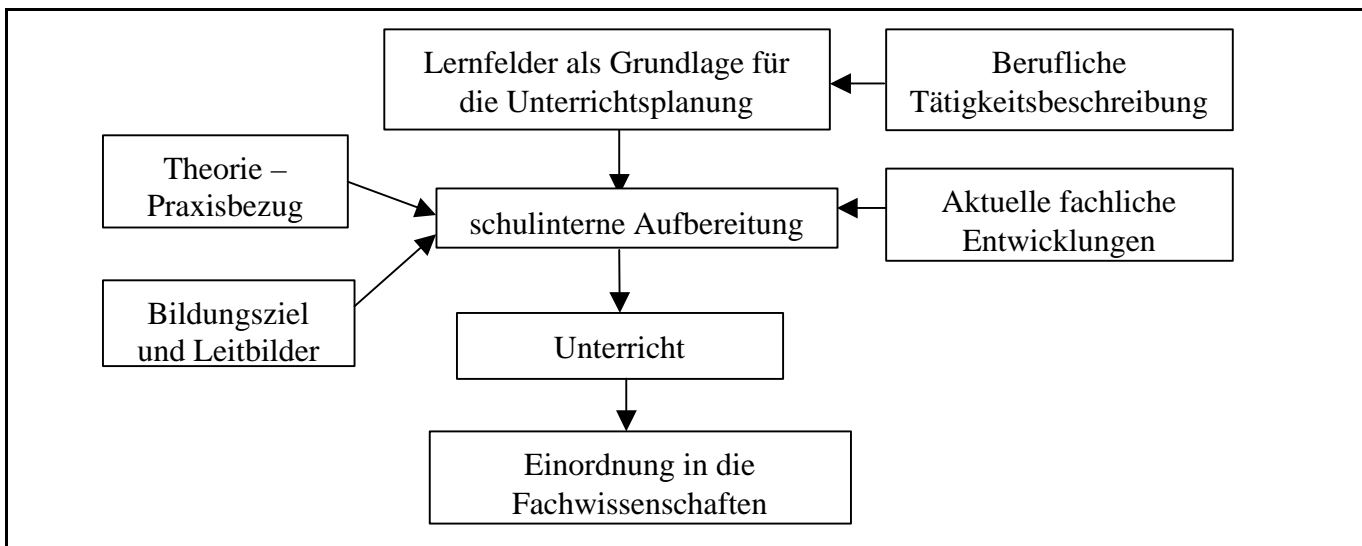 Lernfelder als Grundlage für
die Unterrichtsplanung
Berufliche
Tätigkeitsbeschreibung
Theorie –
Praxisbezug
schulinterne Aufbereitung
Aktuelle fachliche
Entwicklungen
Bildungsziel
und Leitbilder
Unterricht
Einordnung in die
Fachwissenschaften